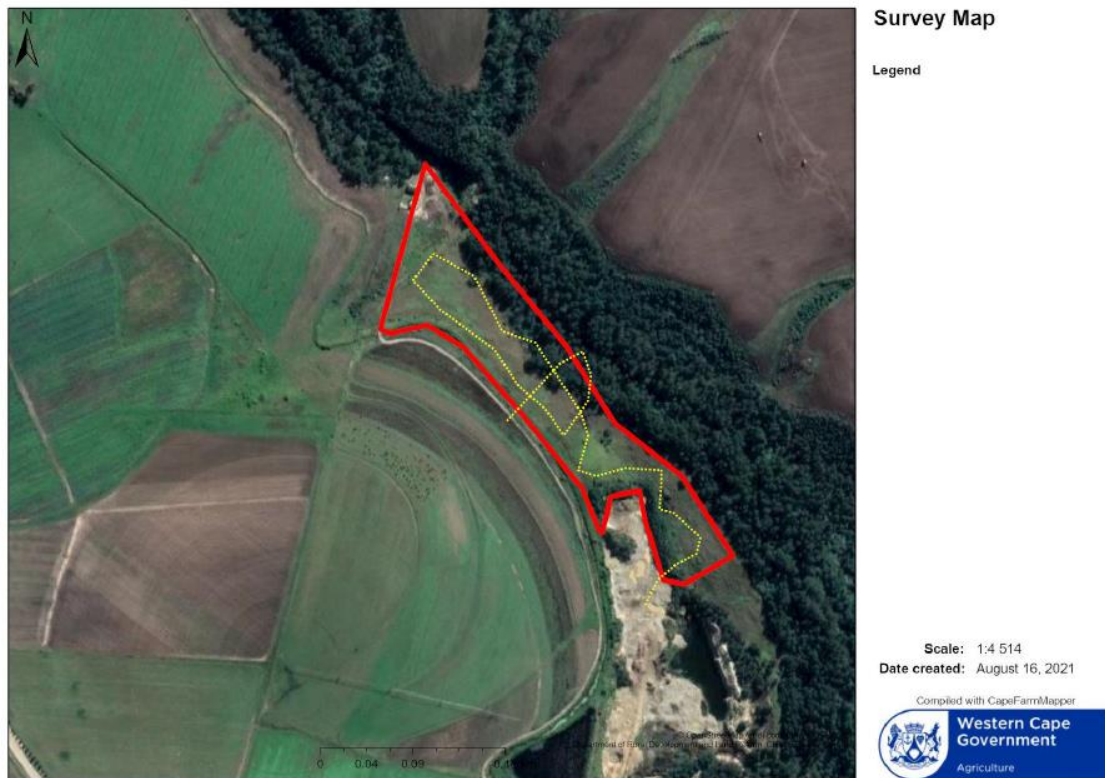 N
Survey Map
Legend
0 0.04 0.09
Scale: 1:4 514
Date created: August 16, 2021
Compiled with CapeFarmMapper
Western Cape
Government
Agriculture